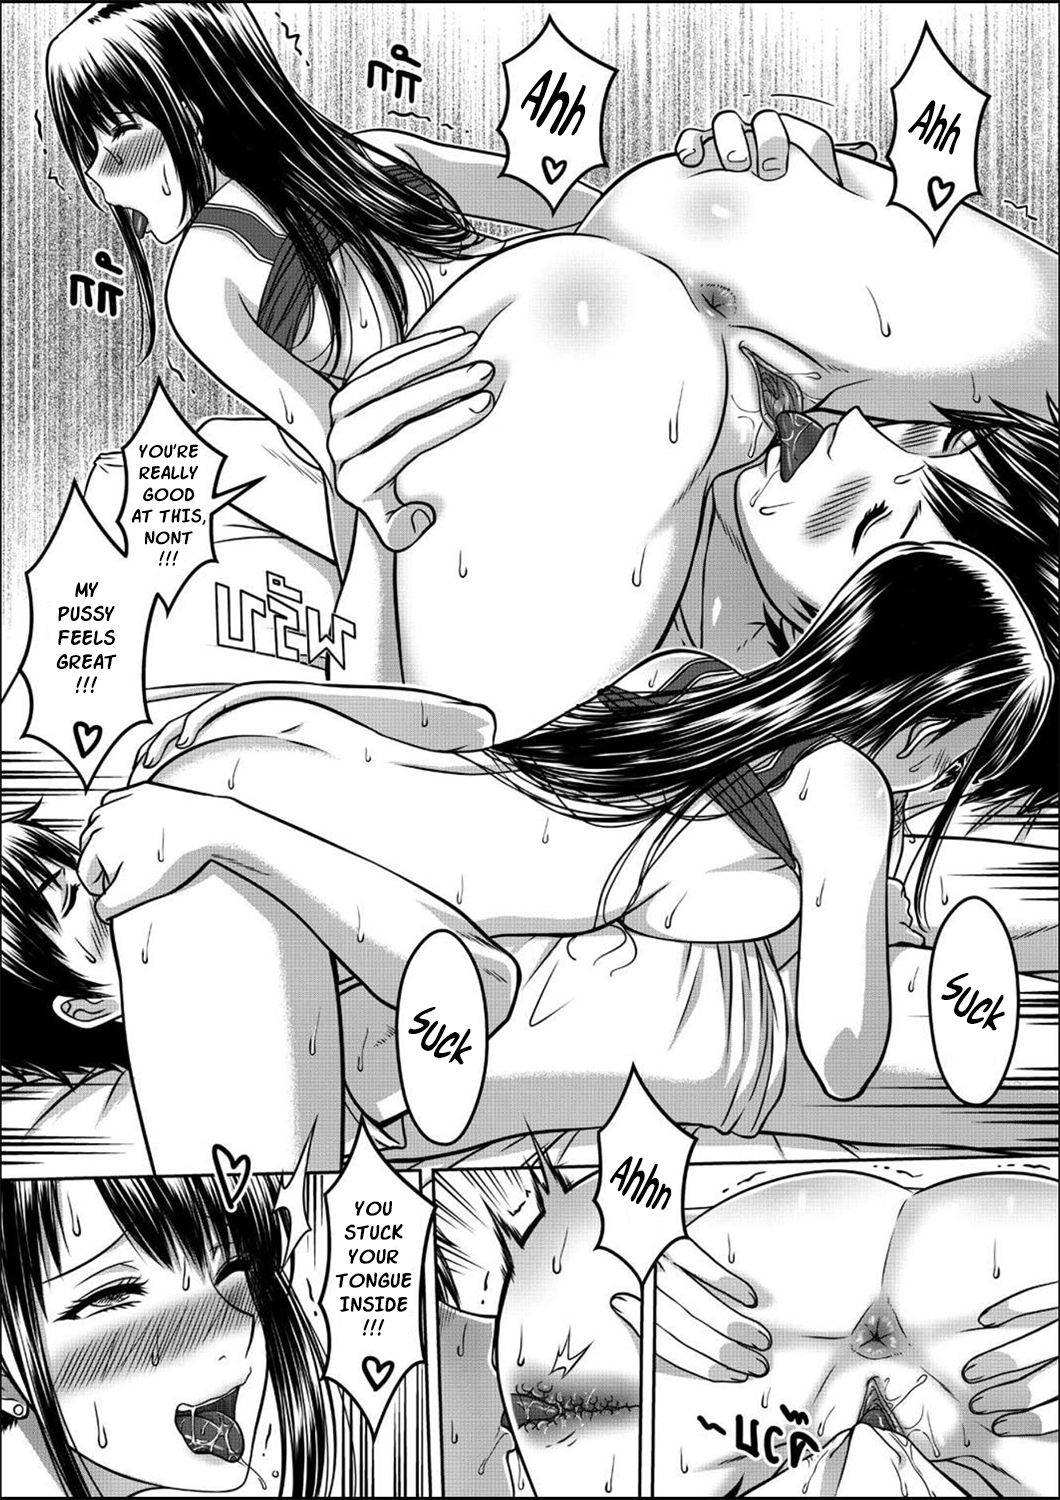 Ahh
Ahh
YOU'RE
REALLY
GOOD
AT THIS,
NONT
!!!
MY
PUSSY
FEELS
GREAT
!!!
SUCK
SUCK
YOU
STUCK
YOUR
TONGUE
INSIDE
!!!
Ahhn